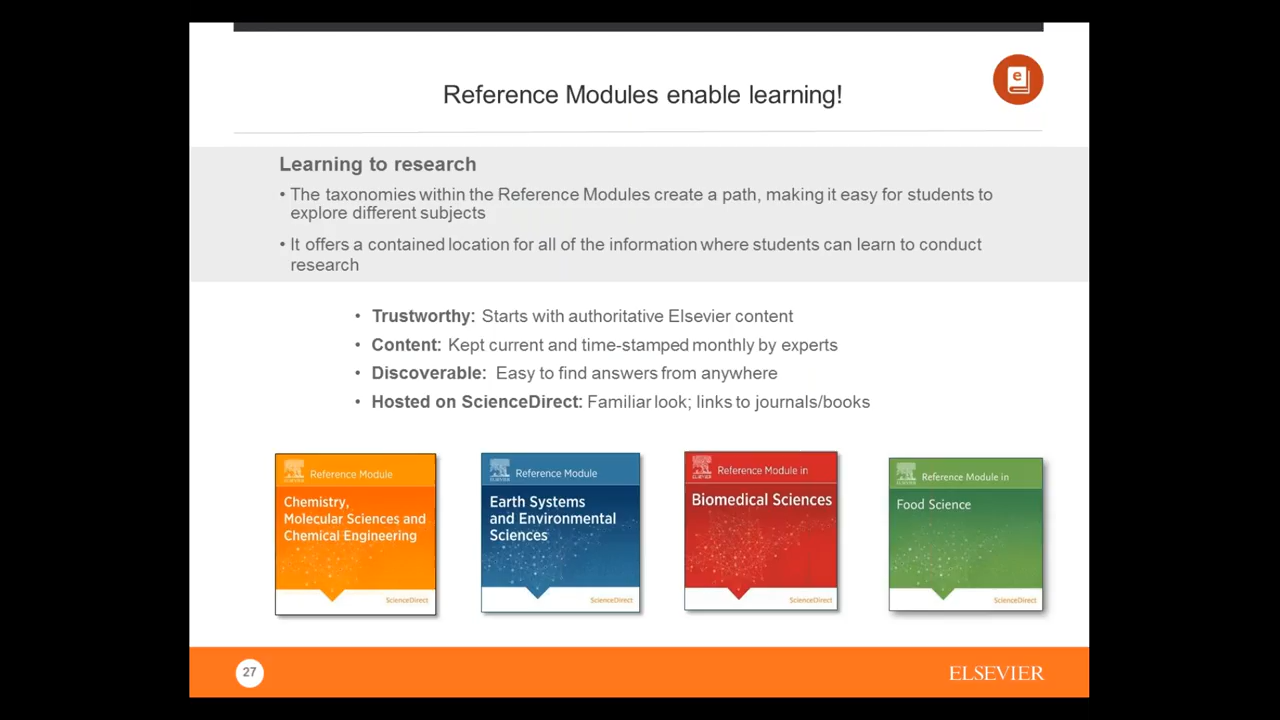 Reference Modules enable learning!
e
Learning to research
• The taxonomies within the Reference Modules create a path, making it easy for students to
explore different subjects
• It offers a contained location for all of the information where students can learn to conduct
research
• Trustworthy: Starts with authoritative Elsevier content
• Content: Kept current and time-stamped monthly by experts
• Discoverable: Easy to find answers from anywhere
• Hosted on ScienceDirect: Familiar look; links to journals/books
ELSEVIER
Reference Module
Chemistry,
Molecular Sciences and
Chemical Engineering
ScienceDirect
ELSEVIER
Reference Module
Earth Systems
and Environmental
Sciences
ScienceDirect
ELSEVIER
Reference Module in
Biomedical Sciences
ScienceDirect
ELSEVIER
Reference Module in
Food Science
ScienceDirect
27
ELSEVIER